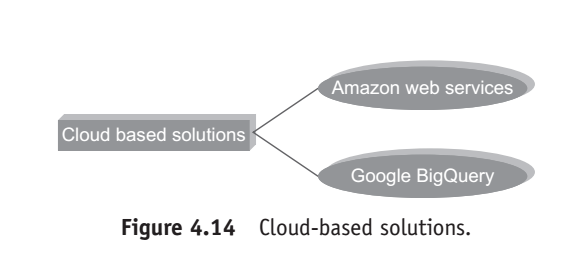 Amazon web services
Cloud based solutions
Google BigQuery
Figure 4.14 Cloud-based solutions.